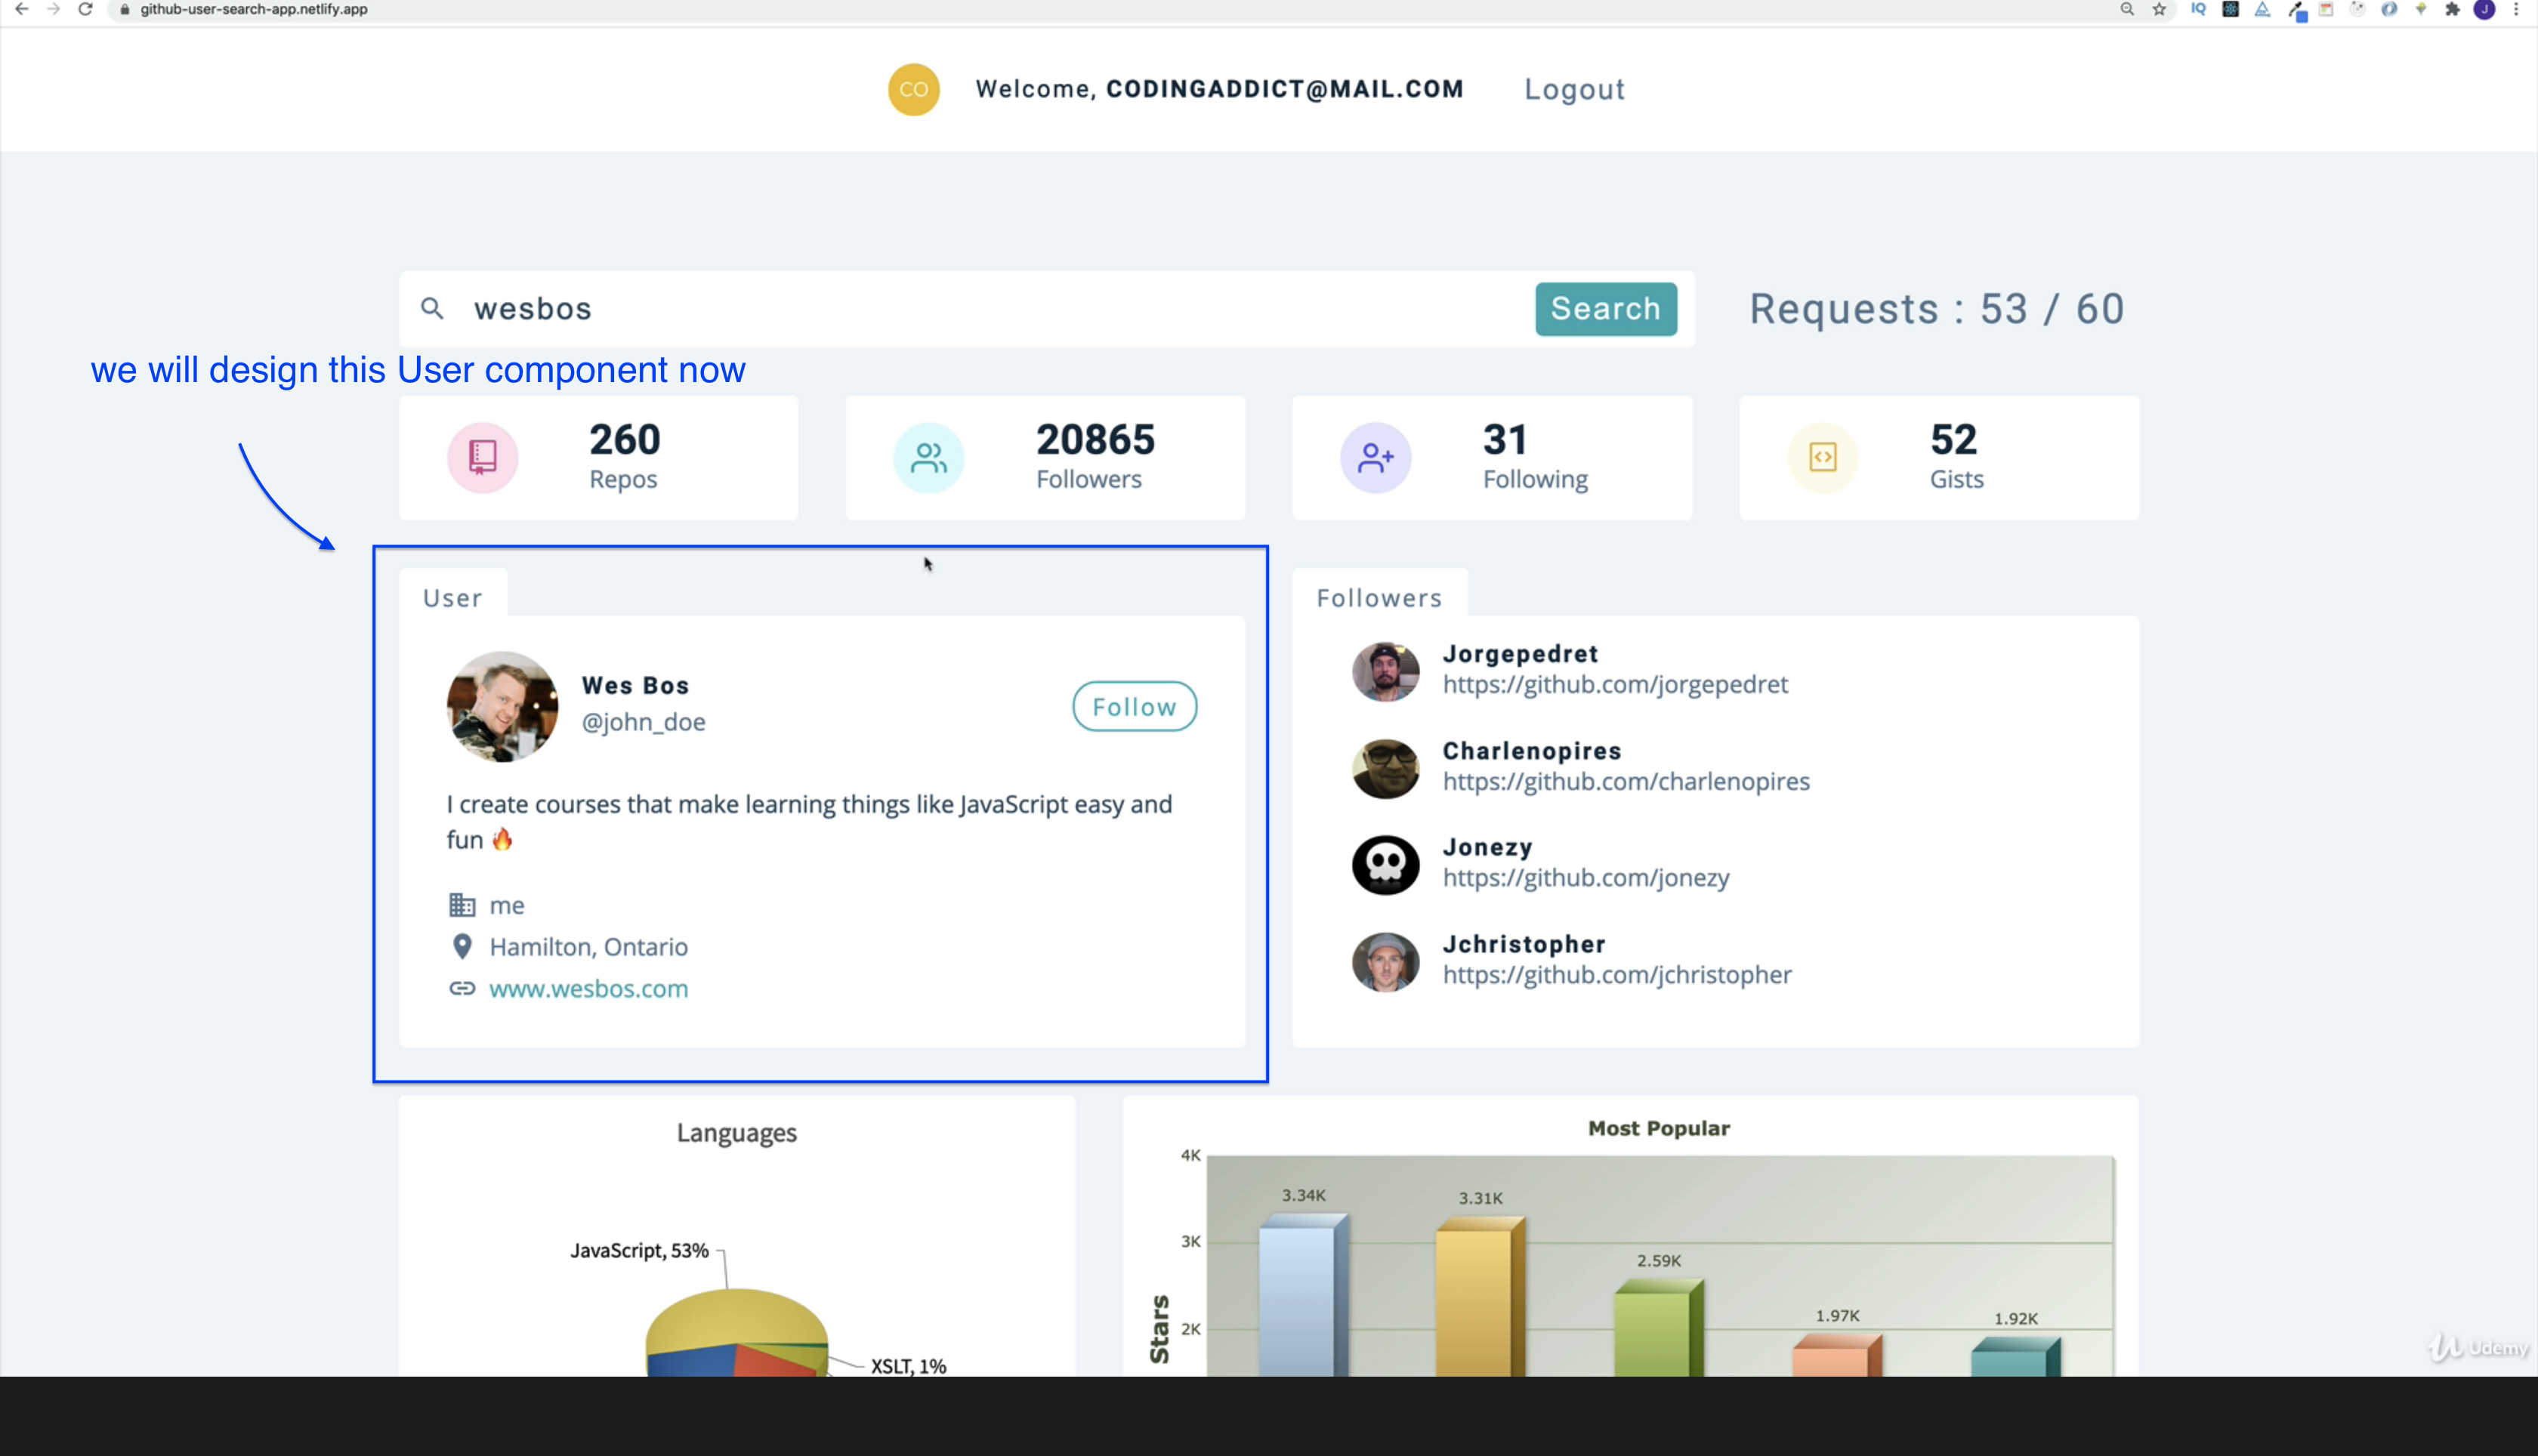 github-user-search-app.netlify.app
IQ
J
CO
Welcome, CODINGADDICT@MAIL.COM
Logout
wesbos
Search
Requests : 53 / 60
we will design this User component now
260
Repos
20865
Followers
31
Following
52
Gists
User
Wes Bos
@john_doe
Follow
I create courses that make learning things like JavaScript easy and
fun 🔥
me
Hamilton, Ontario
www.wesbos.com
Followers
Jorgepedret
https://github.com/jorgepedret
Charlenopires
https://github.com/charlenopires
Jonezy
https://github.com/jonezy
Jchristopher
https://github.com/jchristopher
Languages
JavaScript, 53%
XSLT, 1%
Most Popular
Stars
4K
3K
2K
3.34K
3.31K
2.59K
1.97K
1.92K
Udemy